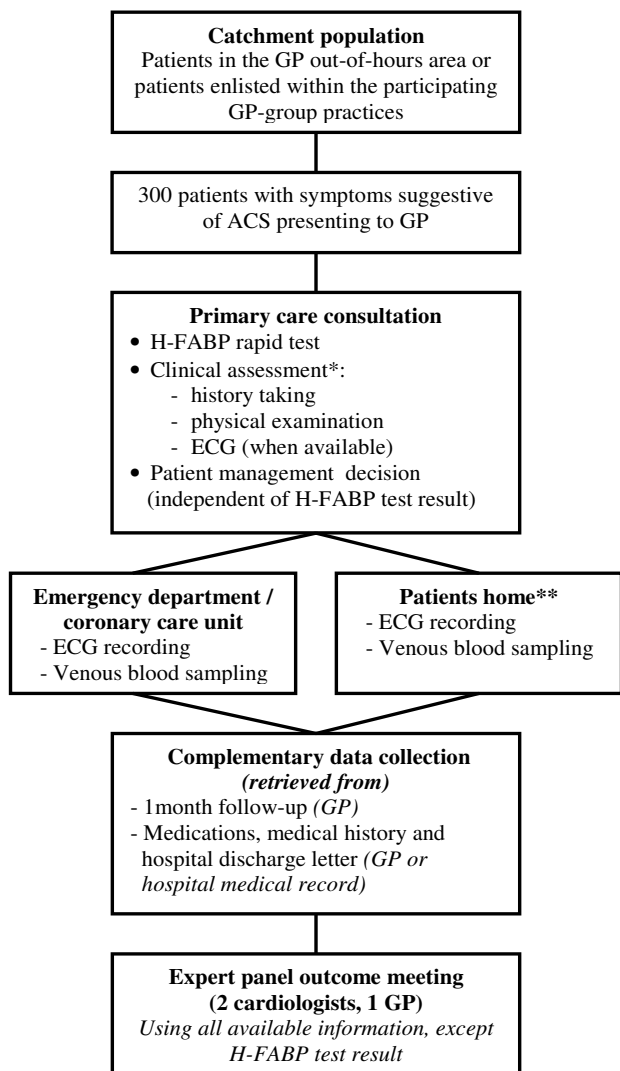 Catchment population
Patients in the GP out-of-hours area or
patients enlisted within the participating
GP-group practices
300 patients with symptoms suggestive
of ACS presenting to GP
Primary care consultation
• H-FABP rapid test
• Clinical assessment*:
- history taking
- physical examination
- ECG (when available)
• Patient management decision
(independent of H-FABP test result)
Emergency department /
coronary care unit
- ECG recording
- Venous blood sampling
Patients home**
- ECG recording
- Venous blood sampling
Complementary data collection
(retrieved from)
- 1month follow-up (GP)
- Medications, medical history and
hospital discharge letter (GP or
hospital medical record)
Expert panel outcome meeting
(2 cardiologists, 1 GP)
Using all available information, except
H-FABP test result